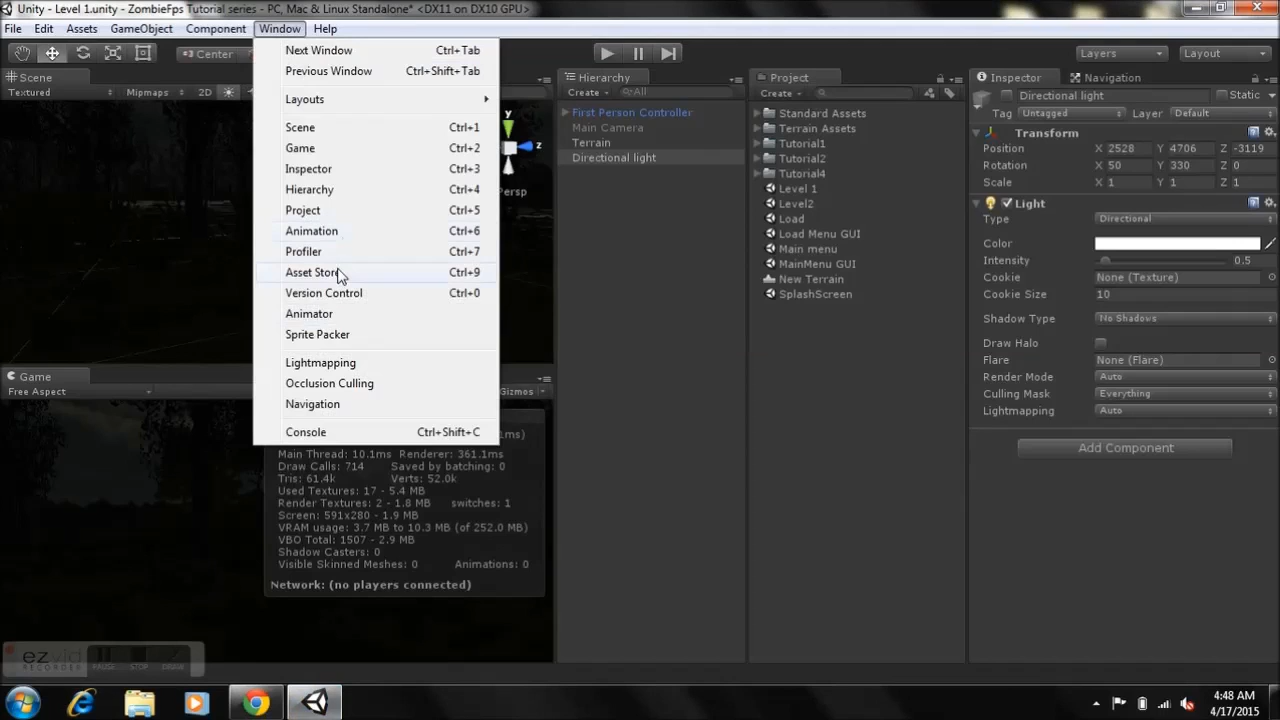 Unity - Level 1.unity - ZombieFps Tutorial series - PC, Mac & Linux Standalone* <DX11 on DX10 GPU>
File Edit Assets GameObject Component Window Help
Center
Layers
Layout
Next Window Ctrl+Tab
Previous Window Ctrl+Shift+Tab
Layouts
Scene Ctrl+1
Game Ctrl+2
Inspector Ctrl+3
Hierarchy Ctrl+4
Project Ctrl+5
Animation Ctrl+6
Profiler Ctrl+7
Asset Store Ctrl+9
Version Control Ctrl+0
Animator
Sprite Packer
Lightmapping
Occlusion Culling
Navigation
Console Ctrl+Shift+C
Scene
Textured Mipmaps 2D
y
z
Persp
Game
Free Aspect
Gizmos
Main Thread: 10.1ms Renderer: 361.1ms
Draw Calls: 714 Saved by batching: 0
Tris: 61.4k Verts: 52.0k
Used Textures: 17 - 5.4 MB
Render Textures: 2 - 1.8 MB switches: 1
Screen: 591x280 - 1.9 MB
VRAM usage: 3.7 MB to 10.3 MB (of 252.0 MB)
VBO Total: 1507 - 2.9 MB
Shadow Casters: 0
Visible Skinned Meshes: 0 Animations: 0
Network: (no players connected)
Hierarchy
Create All
First Person Controller
Main Camera
Terrain
Directional light
Project
Create
Standard Assets
Terrain Assets
Tutorial1
Tutorial2
Tutorial4
Level 1
Level2
Load
Load Menu GUI
Main menu
MainMenu GUI
New Terrain
SplashScreen
Inspector Navigation
Directional light Static
Tag Untagged Layer Default
Transform
Position X 2528 Y 4706 Z -3119
Rotation X 50 Y 330 Z 0
Scale X 1 Y 1 Z 1
Light
Type Directional
Color
Intensity 0.5
Cookie None (Texture)
Cookie Size 10
Shadow Type No Shadows
Draw Halo
Flare None (Flare)
Render Mode Auto
Culling Mask Everything
Lightmapping Auto
Add Component
ezvid
RECORDER
PAUSE STOP DRAW
4:48 AM
4/17/2015